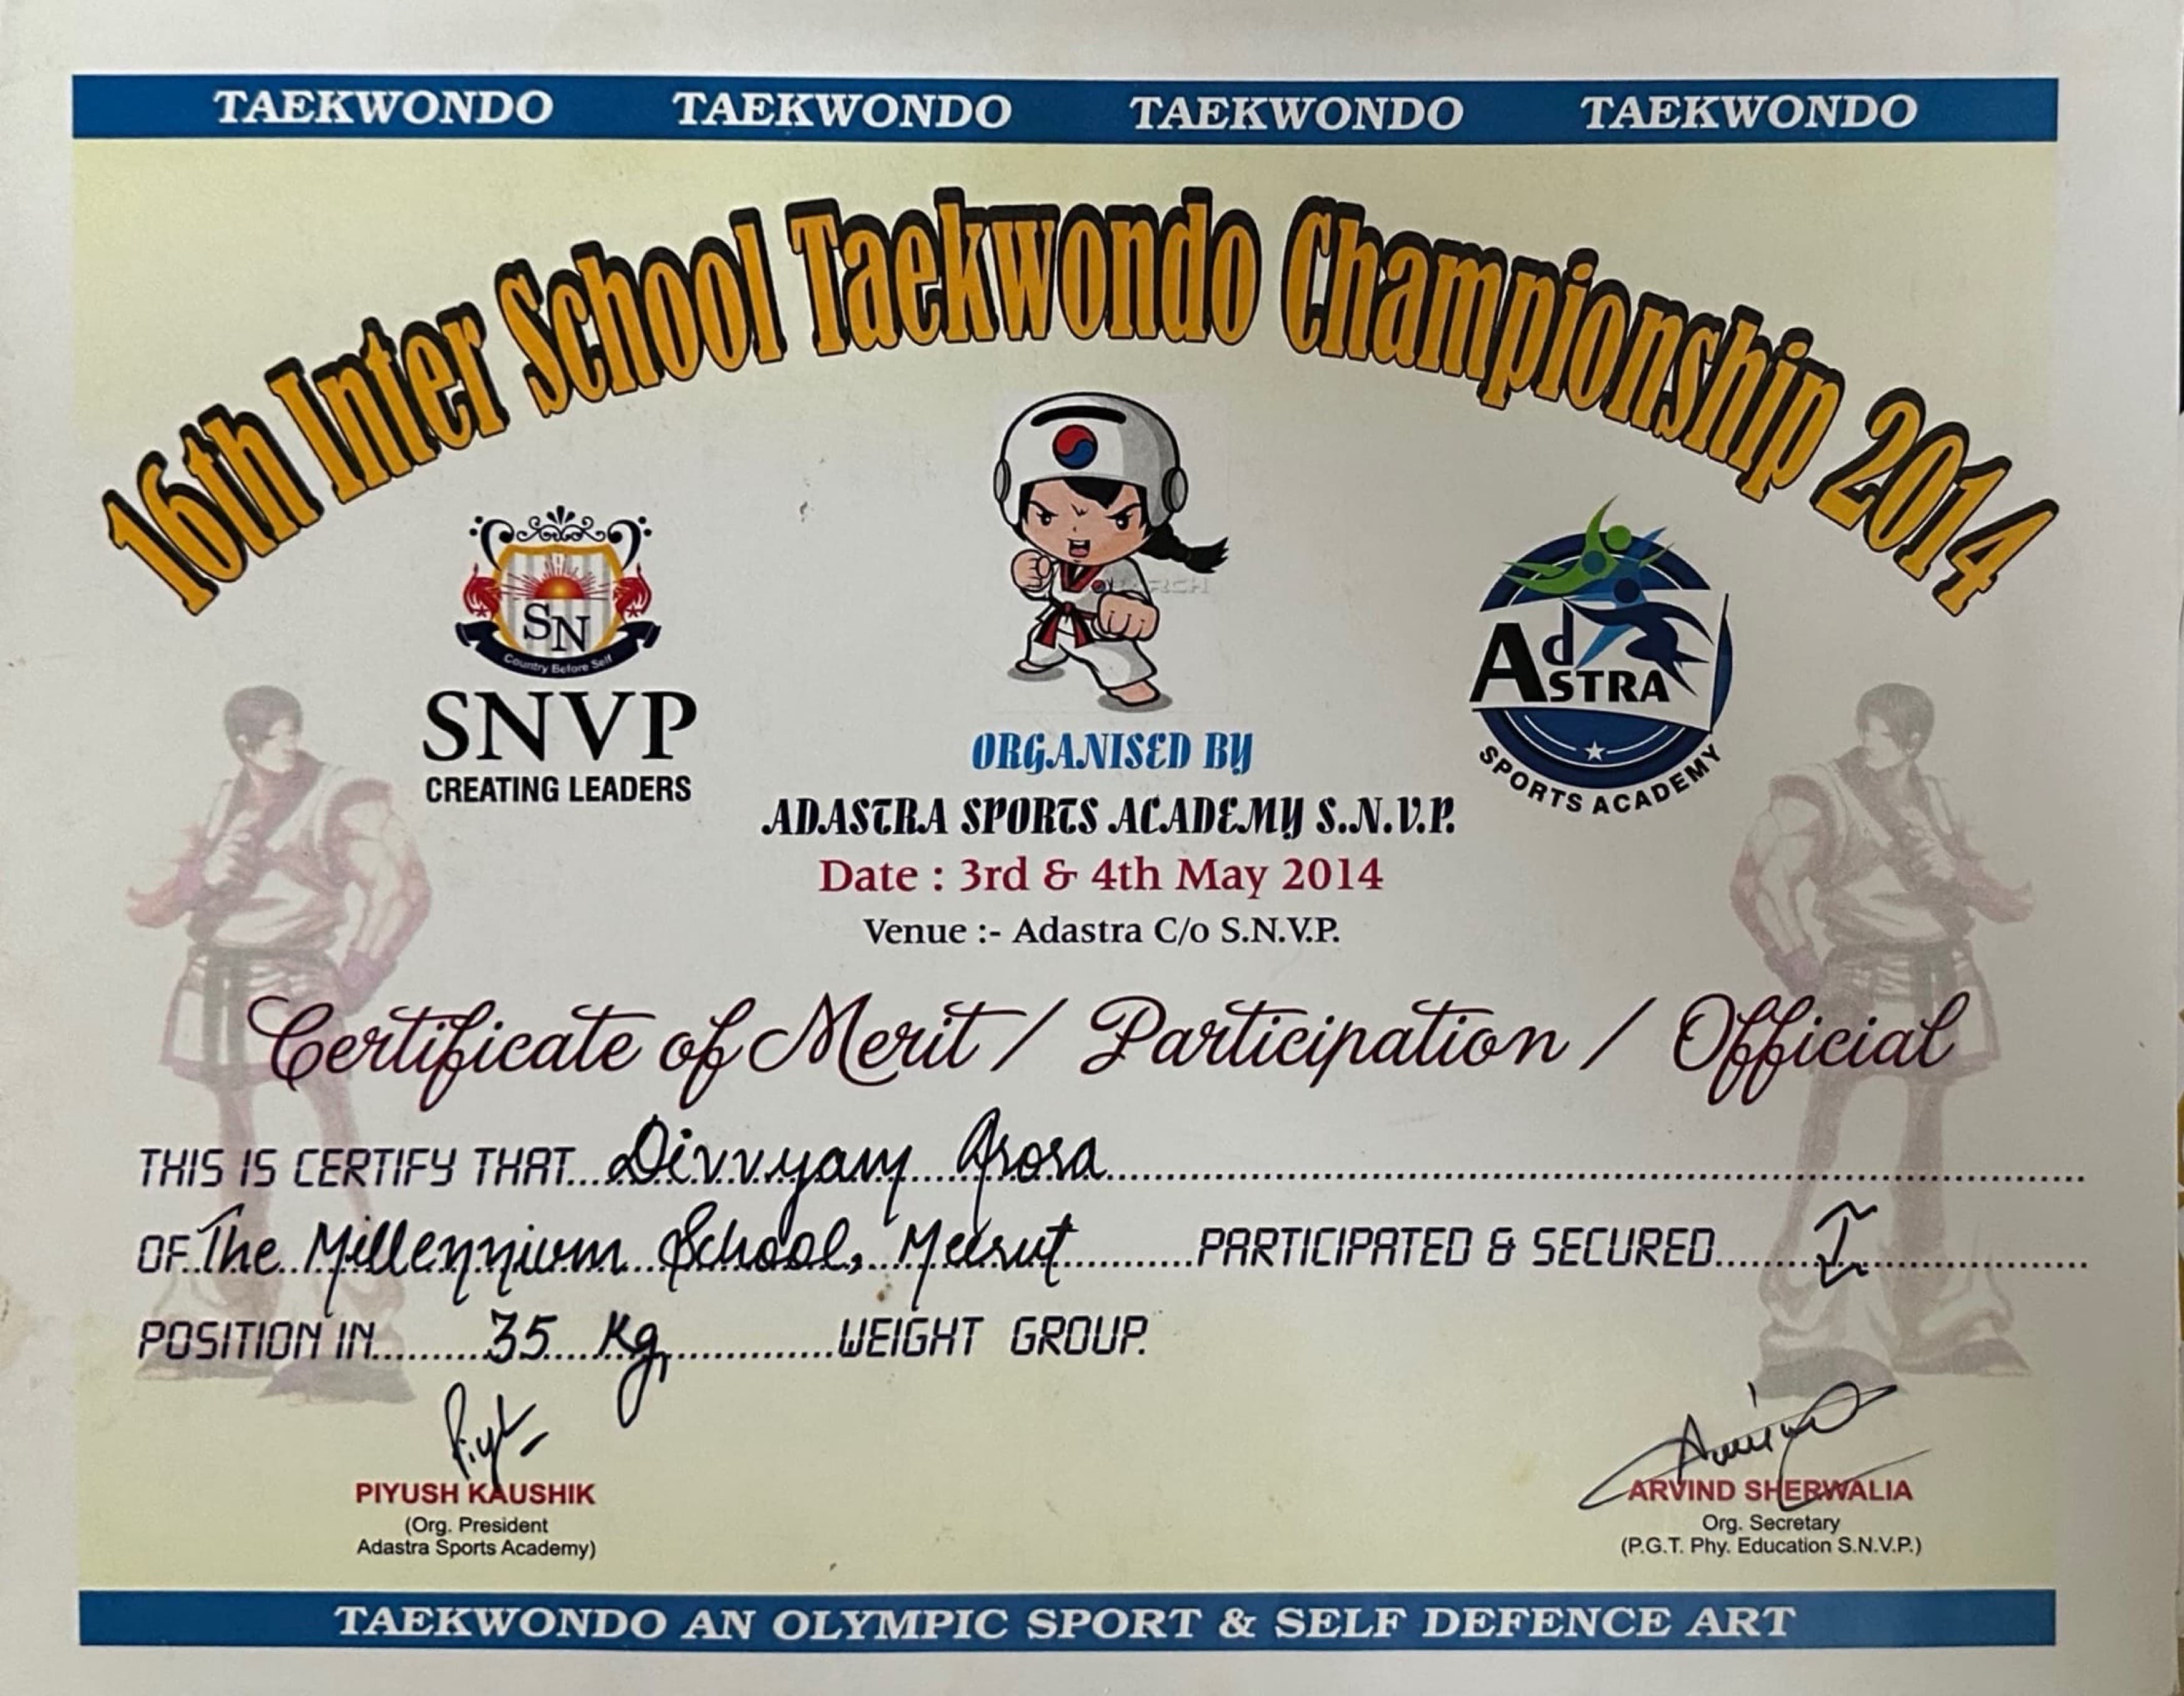 TAEKWONDO TAEKWONDO TAEKWONDO TAEKWONDO
16th Inter School Taekwondo Championship 2014
SN
Country Before Self
SNVP
CREATING LEADERS
Ad
ASTRA
SPORTS ACADEMY
ORGANISED BY
ADASTRA SPORTS ACADEMY S.N.V.P.
Date : 3rd & 4th May 2014
Venue :- Adastra C/o S.N.V.P.
Certificate of Merit / Participation / Official
THIS IS CERTIFY THAT...Divvyam Arora
OF The Millennium School, Meerut PARTICIPATED & SECURED I
POSITION IN 35 Kg WEIGHT GROUP.
PIYUSH KAUSHIK
(Org. President
Adastra Sports Academy)
ARVIND SHERWALIA
Org. Secretary
(P.G.T. Phy. Education S.N.V.P.)
TAEKWONDO AN OLYMPIC SPORT & SELF DEFENCE ART